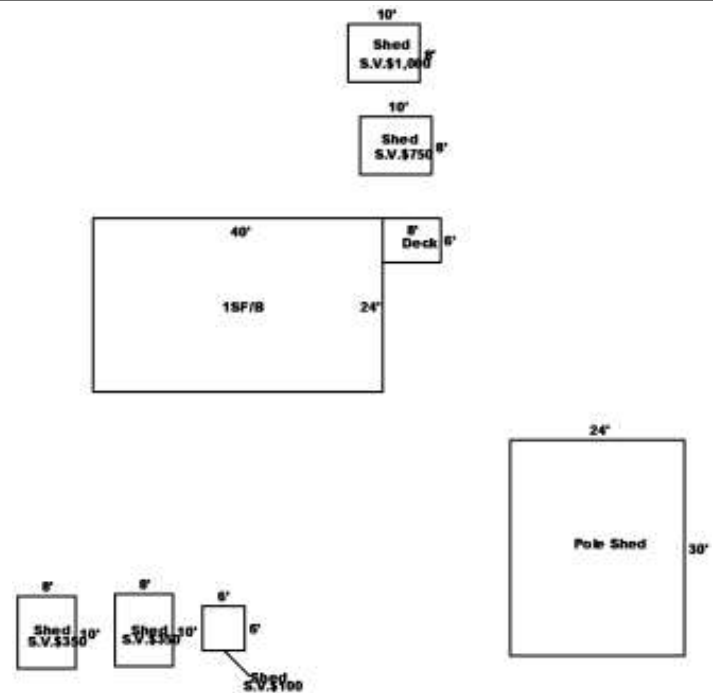 10'
Shed
8'
S.V.$1,000
10'
Shed
8'
S.V.$750
40'
8'
Deck
6'
1SF/B
24'
24'
Pole Shed
30'
8'
Shed
10'
S.V.$350
8'
Shed
10'
S.V.$350
6'
6'
Shed
S.V.$100